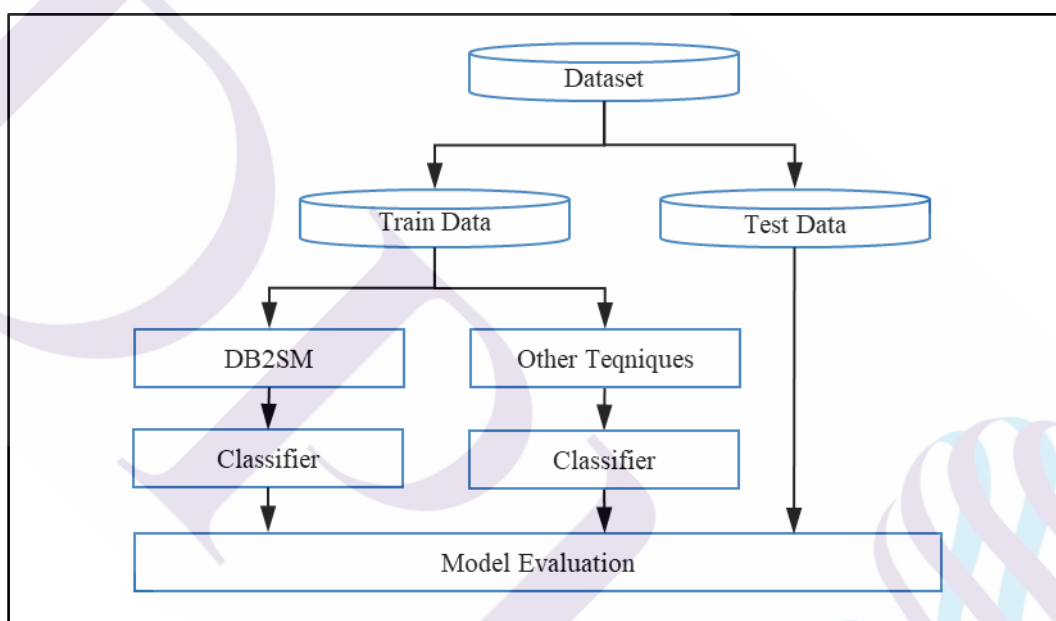 Dataset
Train Data
Test Data
DB2SM
Other Teqniques
Classifier
Classifier
Model Evaluation